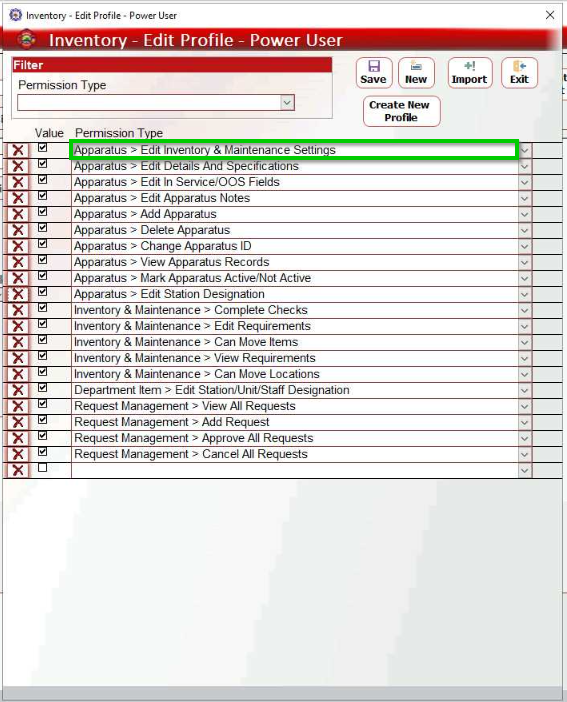 Inventory - Edit Profile - Power User
Inventory - Edit Profile - Power User
Filter
Permission Type
Save
New
Import
Exit
Create New
Profile
Value Permission Type
Apparatus > Edit Inventory & Maintenance Settings
Apparatus > Edit Details And Specifications
Apparatus > Edit In Service/OOS Fields
Apparatus > Edit Apparatus Notes
Apparatus > Add Apparatus
Apparatus > Delete Apparatus
Apparatus > Change Apparatus ID
Apparatus > View Apparatus Records
Apparatus > Mark Apparatus Active/Not Active
Apparatus > Edit Station Designation
Inventory & Maintenance > Complete Checks
Inventory & Maintenance > Edit Requirements
Inventory & Maintenance > Can Move Items
Inventory & Maintenance > View Requirements
Inventory & Maintenance > Can Move Locations
Department Item > Edit Station/Unit/Staff Designation
Request Management > View All Requests
Request Management > Add Request
Request Management > Approve All Requests
Request Management > Cancel All Requests